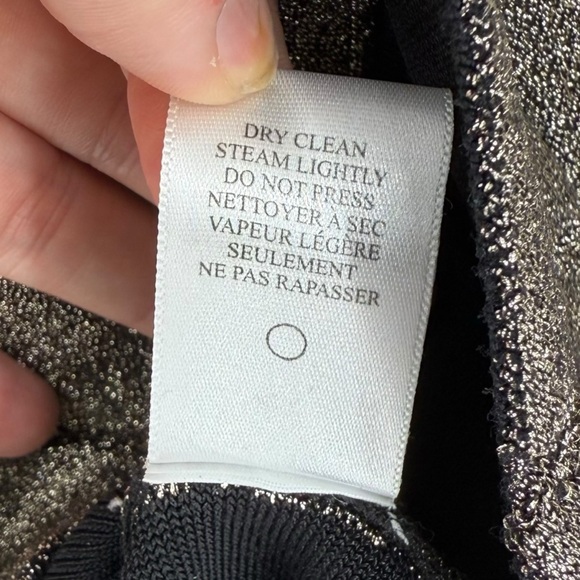 DRY CLEAN
STEAM LIGHTLY
DO NOT PRESS
NETTOYER A SEC
VAPEUR LÉGÈRE
SEULEMENT
NE PAS RAPASSER